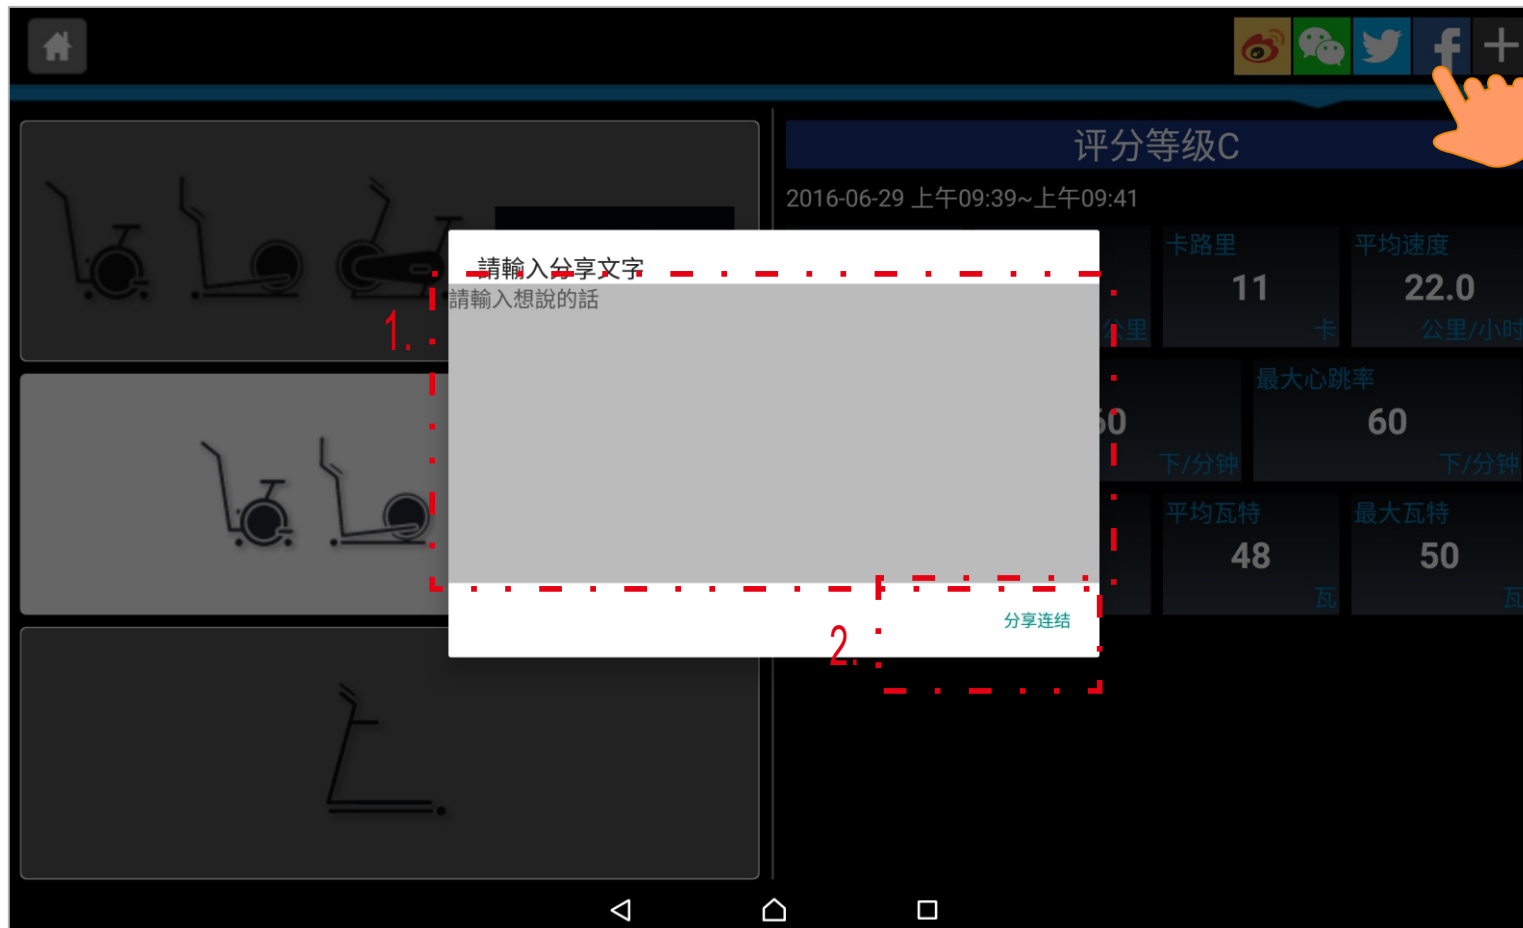 评分等级C
2016-06-29 上午09:39~上午09:41
請輸入分享文字
請輸入想說的話
1.
分享连结
2.
公里
卡路里
11
卡
平均速度
22.0
公里/小时
下/分钟
最大心跳率
60
下/分钟
平均瓦特
48
瓦
最大瓦特
50
瓦